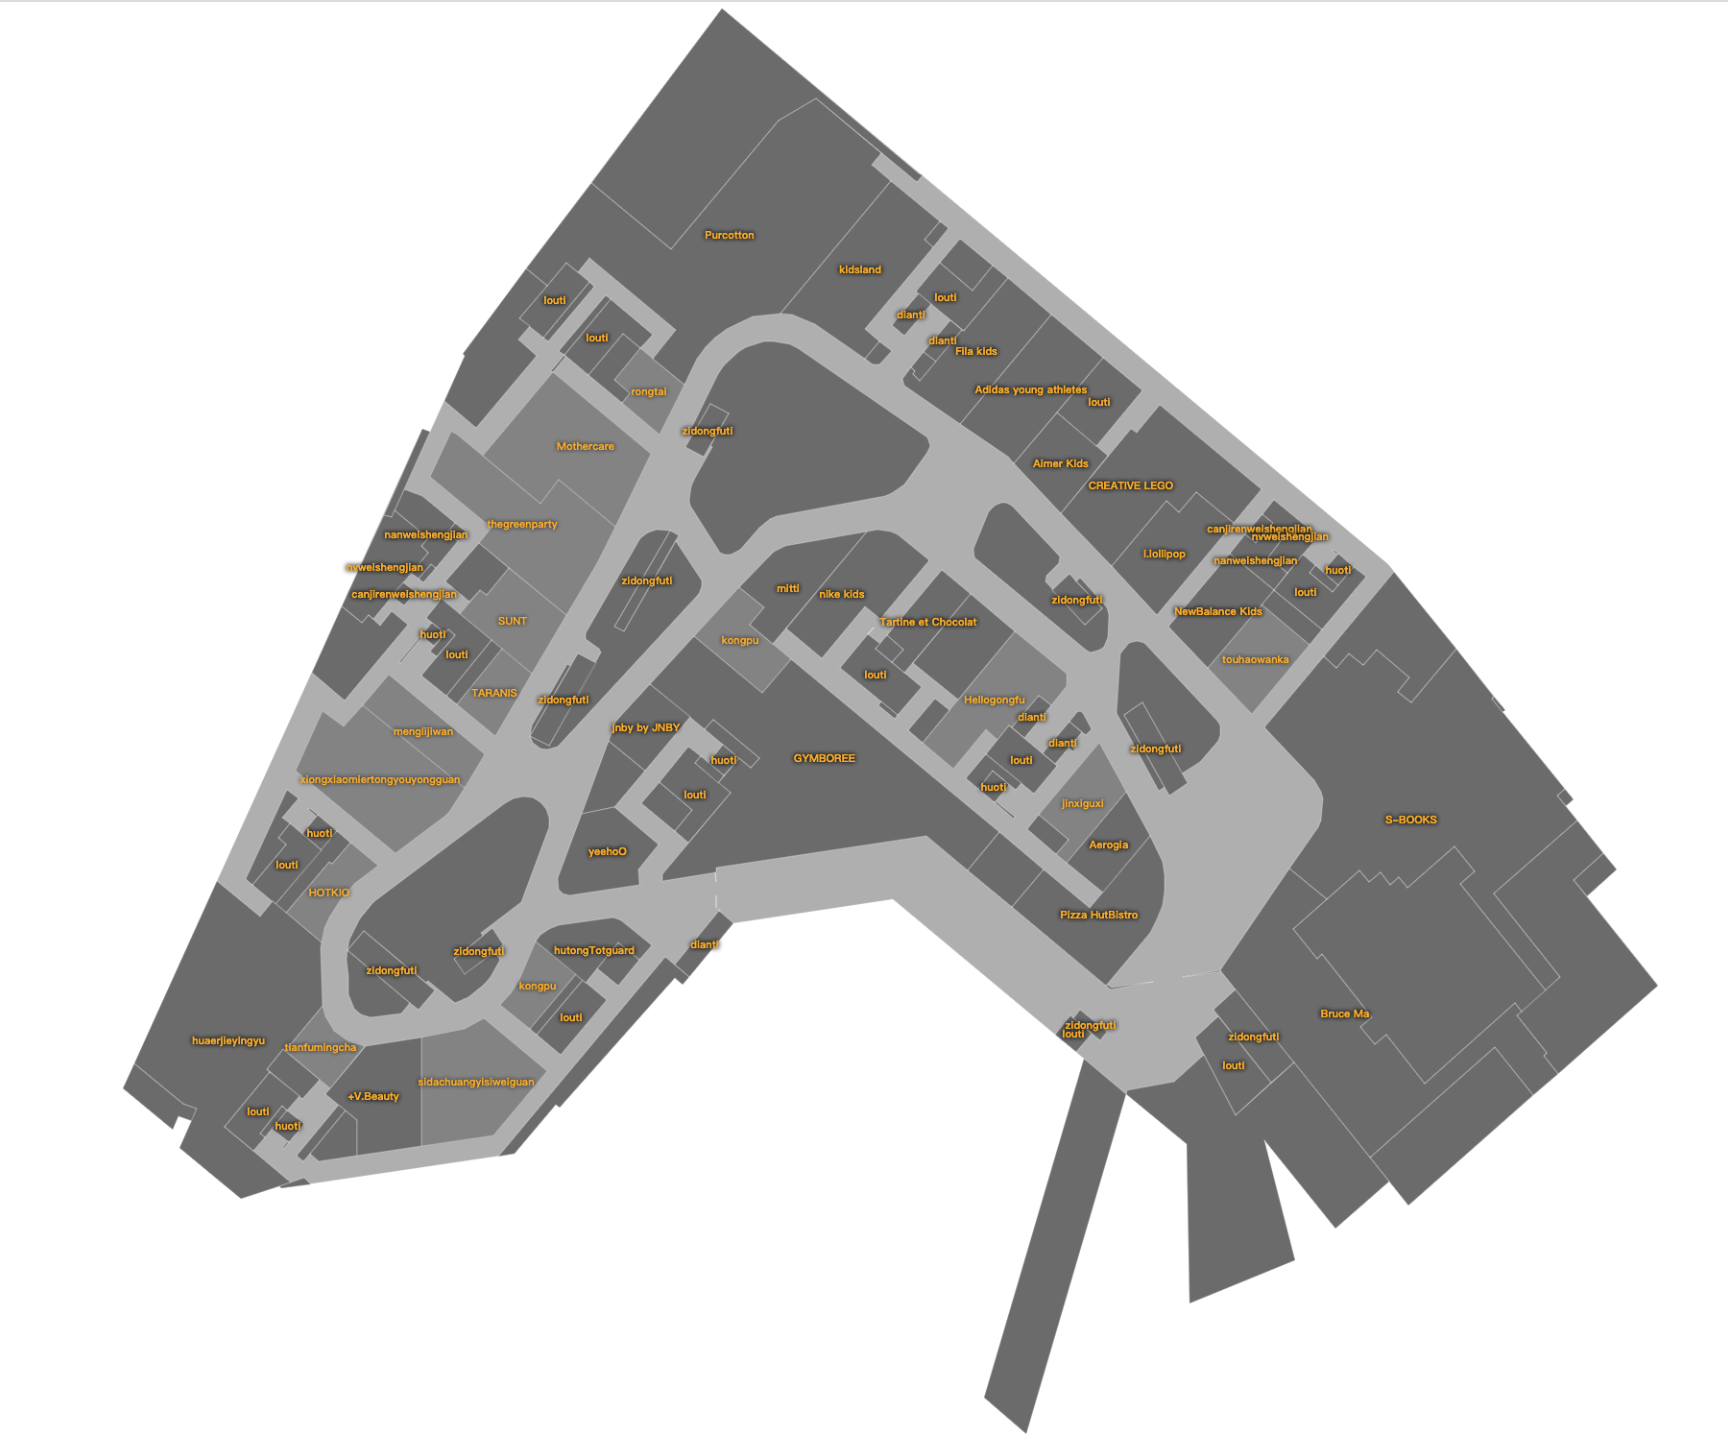 Purcotton
kidsland
louti
louti
dianti
louti
dianti
Fila kids
rongtai
Adidas young athletes
louti
zidongfuti
Mothercare
Aimer Kids
CREATIVE LEGO
thegreenparty
canjirenweishengjian
nanweishengjian
nvweishengjian
i.lollipop
nanweishengjian
nvweishengjian
huoti
zidongfuti
mitti
nike kids
canjirenweishengjian
louti
zidongfuti
NewBalance Kids
SUNT
Tartine et Chocolat
huoti
kongpu
louti
touhaowanka
louti
TARANIS
zidongfuti
Hellogongfu
dianti
jnby by JNBY
menglijiwan
dianti
zidongfuti
GYMBOREE
huoti
louti
xiongxiaomiertongyouyongguan
huoti
louti
jinxiguxi
S-BOOKS
huoti
Aerogia
yeehoO
louti
HOTKIO
Pizza HutBistro
dianti
hutongTotguard
zidongfuti
zidongfuti
kongpu
Bruce Ma
louti
zidongfuti
louti
zidongfuti
huaerjieyingyu
tianfumingcha
louti
sidachuangyisiweiguan
+V.Beauty
louti
huoti